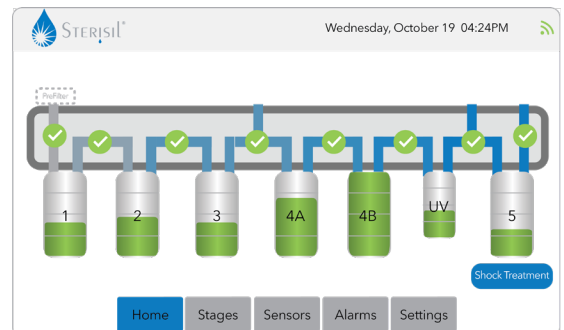 STERISIL®
Wednesday, October 19 04:24PM
PreFilter
1 2 3 4A 4B UV 5
Shock Treatment
Home Stages Sensors Alarms Settings